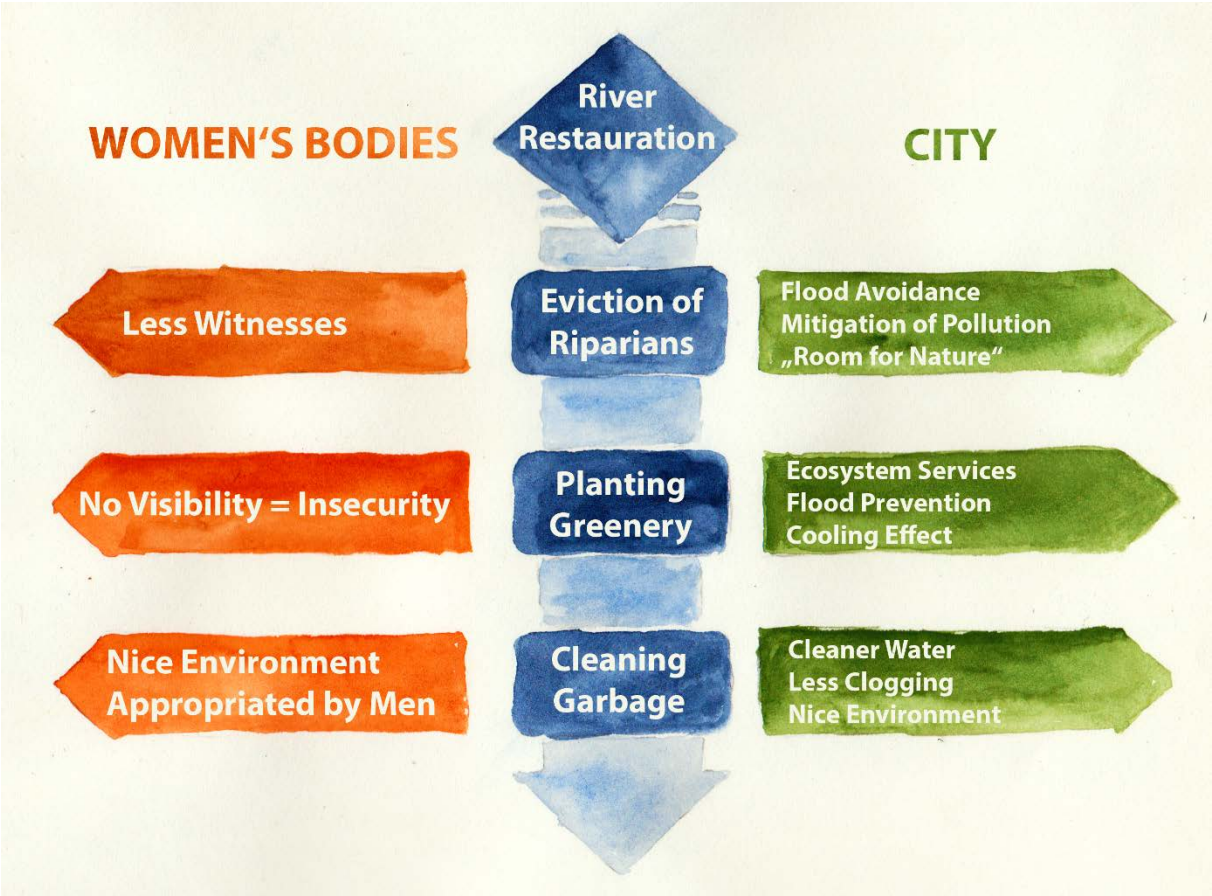 River
Restauration
WOMEN‘S BODIES
CITY
Less Witnesses
Eviction of
Riparians
Flood Avoidance
Mitigation of Pollution
„Room for Nature“
No Visibility = Insecurity
Planting
Greenery
Ecosystem Services
Flood Prevention
Cooling Effect
Nice Environment
Appropriated by Men
Cleaning
Garbage
Cleaner Water
Less Clogging
Nice Environment